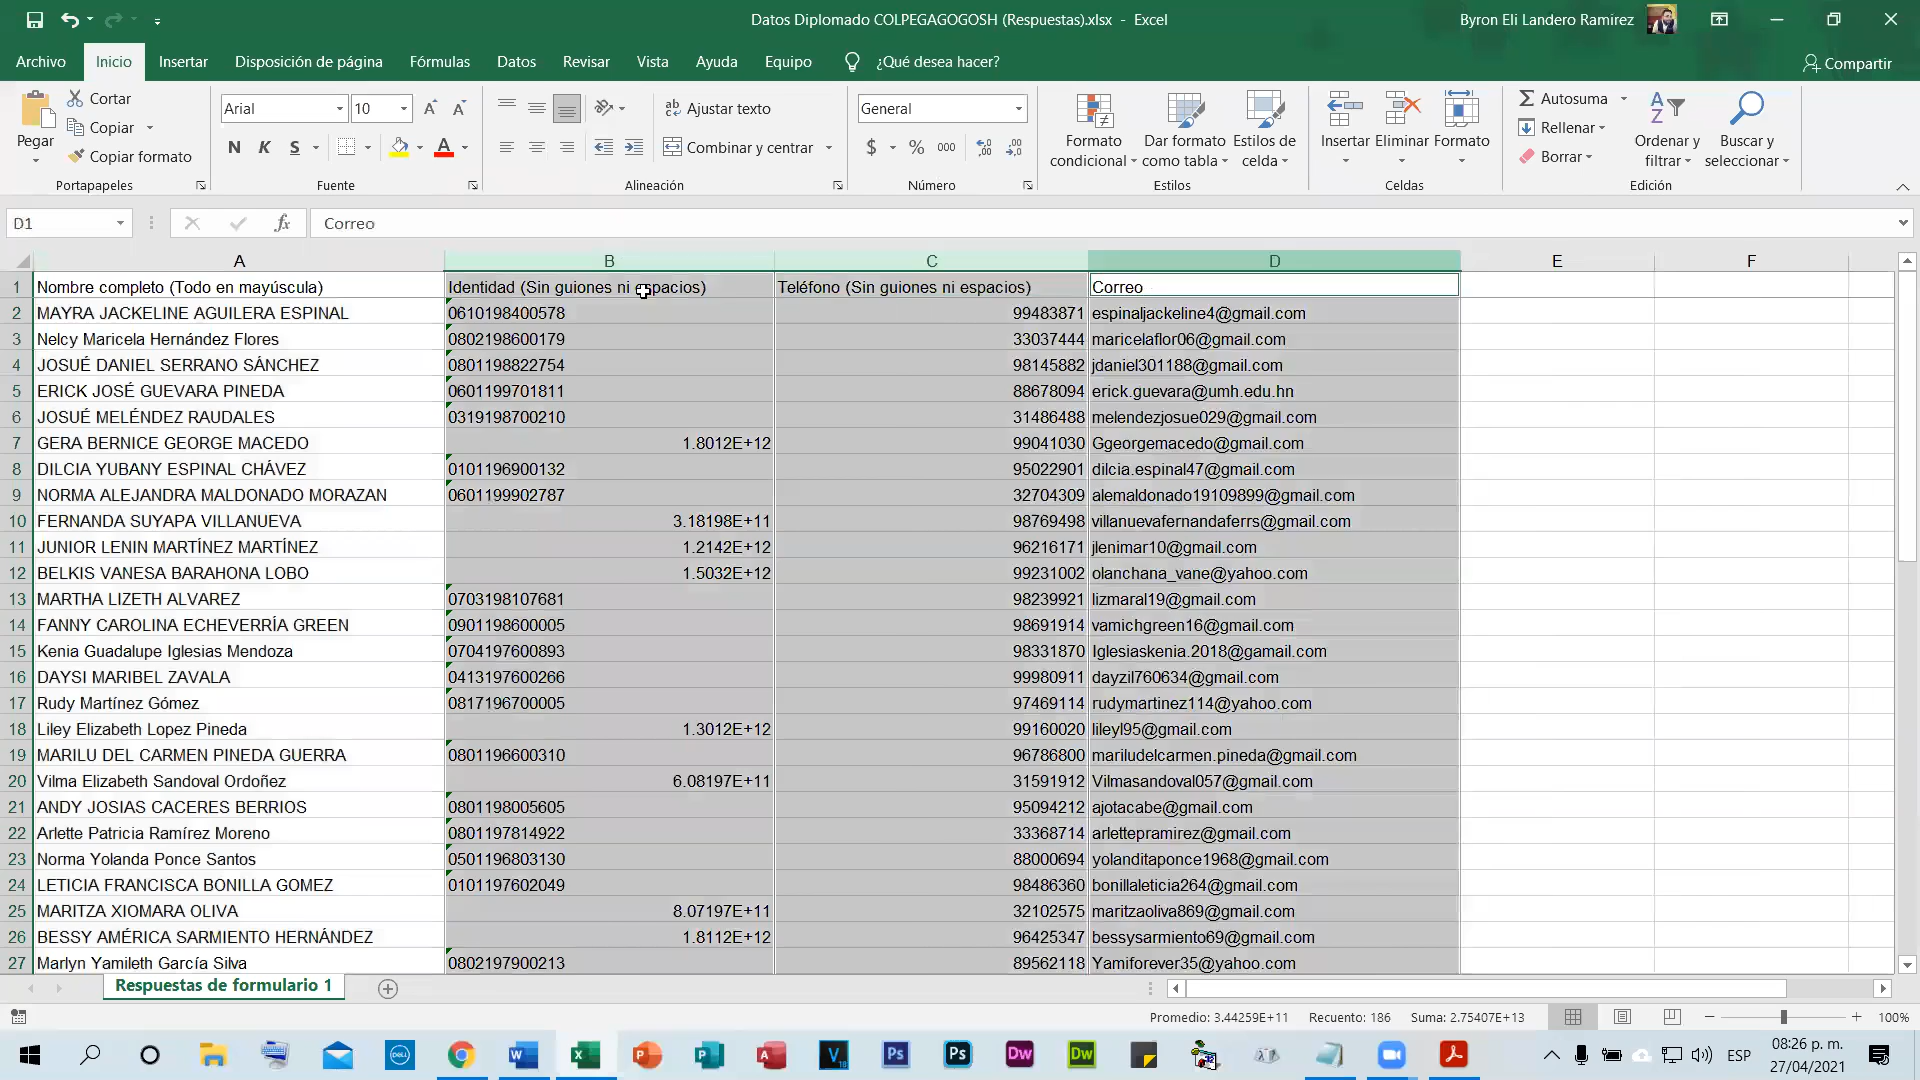 Datos Diplomado COLPEGAGOGOSH (Respuestas).xlsx - Excel
Byron Eli Landero Ramirez
Archivo Inicio Insertar Disposición de página Fórmulas Datos Revisar Vista Ayuda Equipo ¿Qué desea hacer? Compartir
Pegar
Cortar
Copiar
Copiar formato
Portapapeles
Arial 10
N K S
Fuente
Ajustar texto
Combinar y centrar
Alineación
General
$ % 000
Número
Formato condicional
Dar formato como tabla
Estilos de celda
Estilos
Insertar Eliminar Formato
Celdas
Autosuma
Rellenar
Borrar
Ordenar y filtrar
Buscar y seleccionar
Edición
D1 fx Correo
A B C D E F
1 Nombre completo (Todo en mayúscula) Identidad (Sin guiones ni espacios) Teléfono (Sin guiones ni espacios) Correo
2 MAYRA JACKELINE AGUILERA ESPINAL 0610198400578 99483871 espinaljackeline4@gmail.com
3 Nelcy Maricela Hernández Flores 0802198600179 33037444 maricelaflor06@gmail.com
4 JOSUÉ DANIEL SERRANO SÁNCHEZ 0801198822754 98145882 jdaniel301188@gmail.com
5 ERICK JOSÉ GUEVARA PINEDA 0601199701811 88678094 erick.guevara@umh.edu.hn
6 JOSUÉ MELÉNDEZ RAUDALES 0319198700210 31486488 melendezjosue029@gmail.com
7 GERA BERNICE GEORGE MACEDO 1.8012E+12 99041030 Ggeorgemacedo@gmail.com
8 DILCIA YUBANY ESPINAL CHÁVEZ 0101196900132 95022901 dilcia.espinal47@gmail.com
9 NORMA ALEJANDRA MALDONADO MORAZAN 0601199902787 32704309 alemaldonado19109899@gmail.com
10 FERNANDA SUYAPA VILLANUEVA 3.18198E+11 98769498 villanuevafernandaferrs@gmail.com
11 JUNIOR LENIN MARTÍNEZ MARTÍNEZ 1.2142E+12 96216171 jlenimar10@gmail.com
12 BELKIS VANESA BARAHONA LOBO 1.5032E+12 99231002 olanchana_vane@yahoo.com
13 MARTHA LIZETH ALVAREZ 0703198107681 98239921 lizmaral19@gmail.com
14 FANNY CAROLINA ECHEVERRÍA GREEN 0901198600005 98691914 vamichgreen16@gmail.com
15 Kenia Guadalupe Iglesias Mendoza 0704197600893 98331870 Iglesiaskenia.2018@gamail.com
16 DAYSI MARIBEL ZAVALA 0413197600266 99980911 dayzil760634@gmail.com
17 Rudy Martínez Gómez 0817196700005 97469114 rudymartinez114@yahoo.com
18 Liley Elizabeth Lopez Pineda 1.3012E+12 99160020 lileyl95@gmail.com
19 MARILU DEL CARMEN PINEDA GUERRA 0801196600310 96786800 mariludelcarmen.pineda@gmail.com
20 Vilma Elizabeth Sandoval Ordoñez 6.08197E+11 31591912 Vilmasandoval057@gmail.com
21 ANDY JOSIAS CACERES BERRIOS 0801198005605 95094212 ajotacabe@gmail.com
22 Arlette Patricia Ramírez Moreno 0801197814922 33368714 arlettepramirez@gmail.com
23 Norma Yolanda Ponce Santos 0501196803130 88000694 yolanditaponce1968@gmail.com
24 LETICIA FRANCISCA BONILLA GOMEZ 0101197602049 98486360 bonillaleticia264@gmail.com
25 MARITZA XIOMARA OLIVA 8.07197E+11 32102575 maritzaoliva869@gmail.com
26 BESSY AMÉRICA SARMIENTO HERNÁNDEZ 1.8112E+12 96425347 bessysarmiento69@gmail.com
27 Marlyn Yamileth García Silva 0802197900213 89562118 Yamiforever35@yahoo.com
Respuestas de formulario 1
Promedio: 3.44259E+11 Recuento: 186 Suma: 2.75407E+13 100%
ESP
08:26 p. m.
27/04/2021